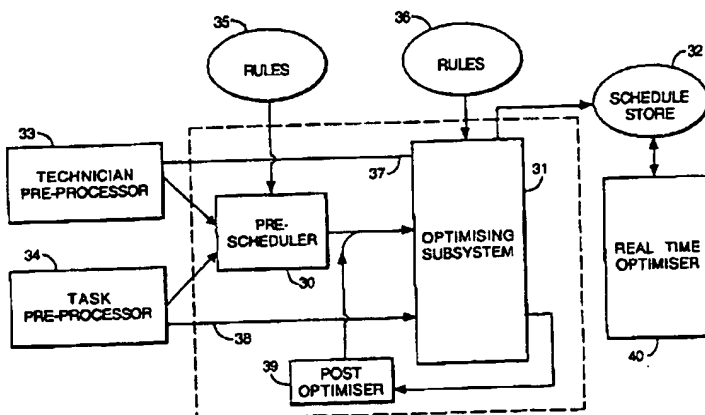 35
RULES
36
RULES
32
SCHEDULE
STORE
33
TECHNICIAN
PRE-PROCESSOR
37
31
PRE-
SCHEDULER
30
OPTIMISING
SUBSYSTEM
REAL TIME
OPTIMISER
40
34
TASK
PRE-PROCESSOR
38
39
POST
OPTIMISER